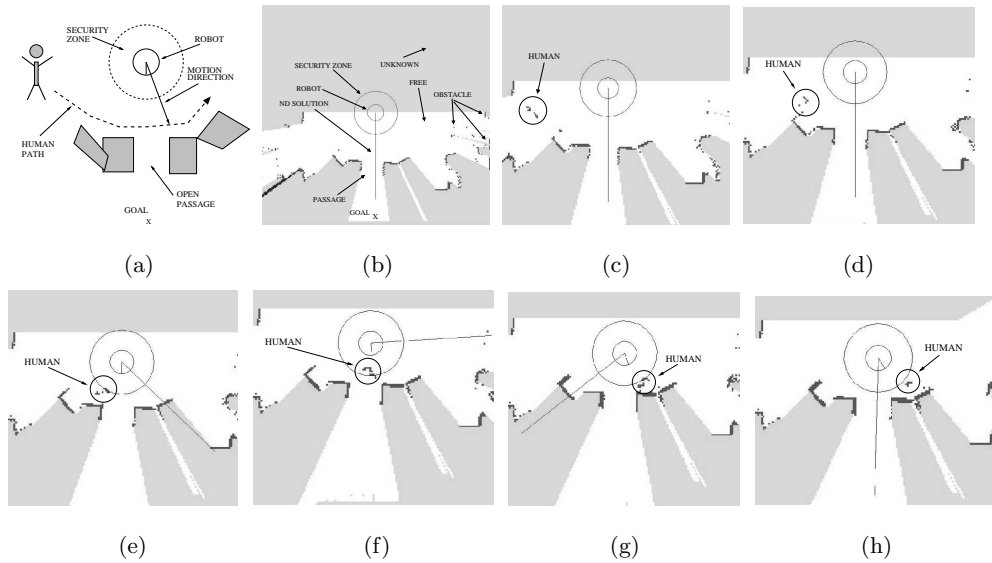 SECURITY
ZONE
ROBOT
MOTION
DIRECTION
HUMAN
PATH
OPEN
PASSAGE
GOAL
X
(a)
SECURITY ZONE
UNKNOWN
FREE
ROBOT
OBSTACLE
ND SOLUTION
PASSAGE
GOAL X
(b)
HUMAN
(c)
HUMAN
(d)
HUMAN
(e)
HUMAN
(f)
HUMAN
(g)
HUMAN
(h)